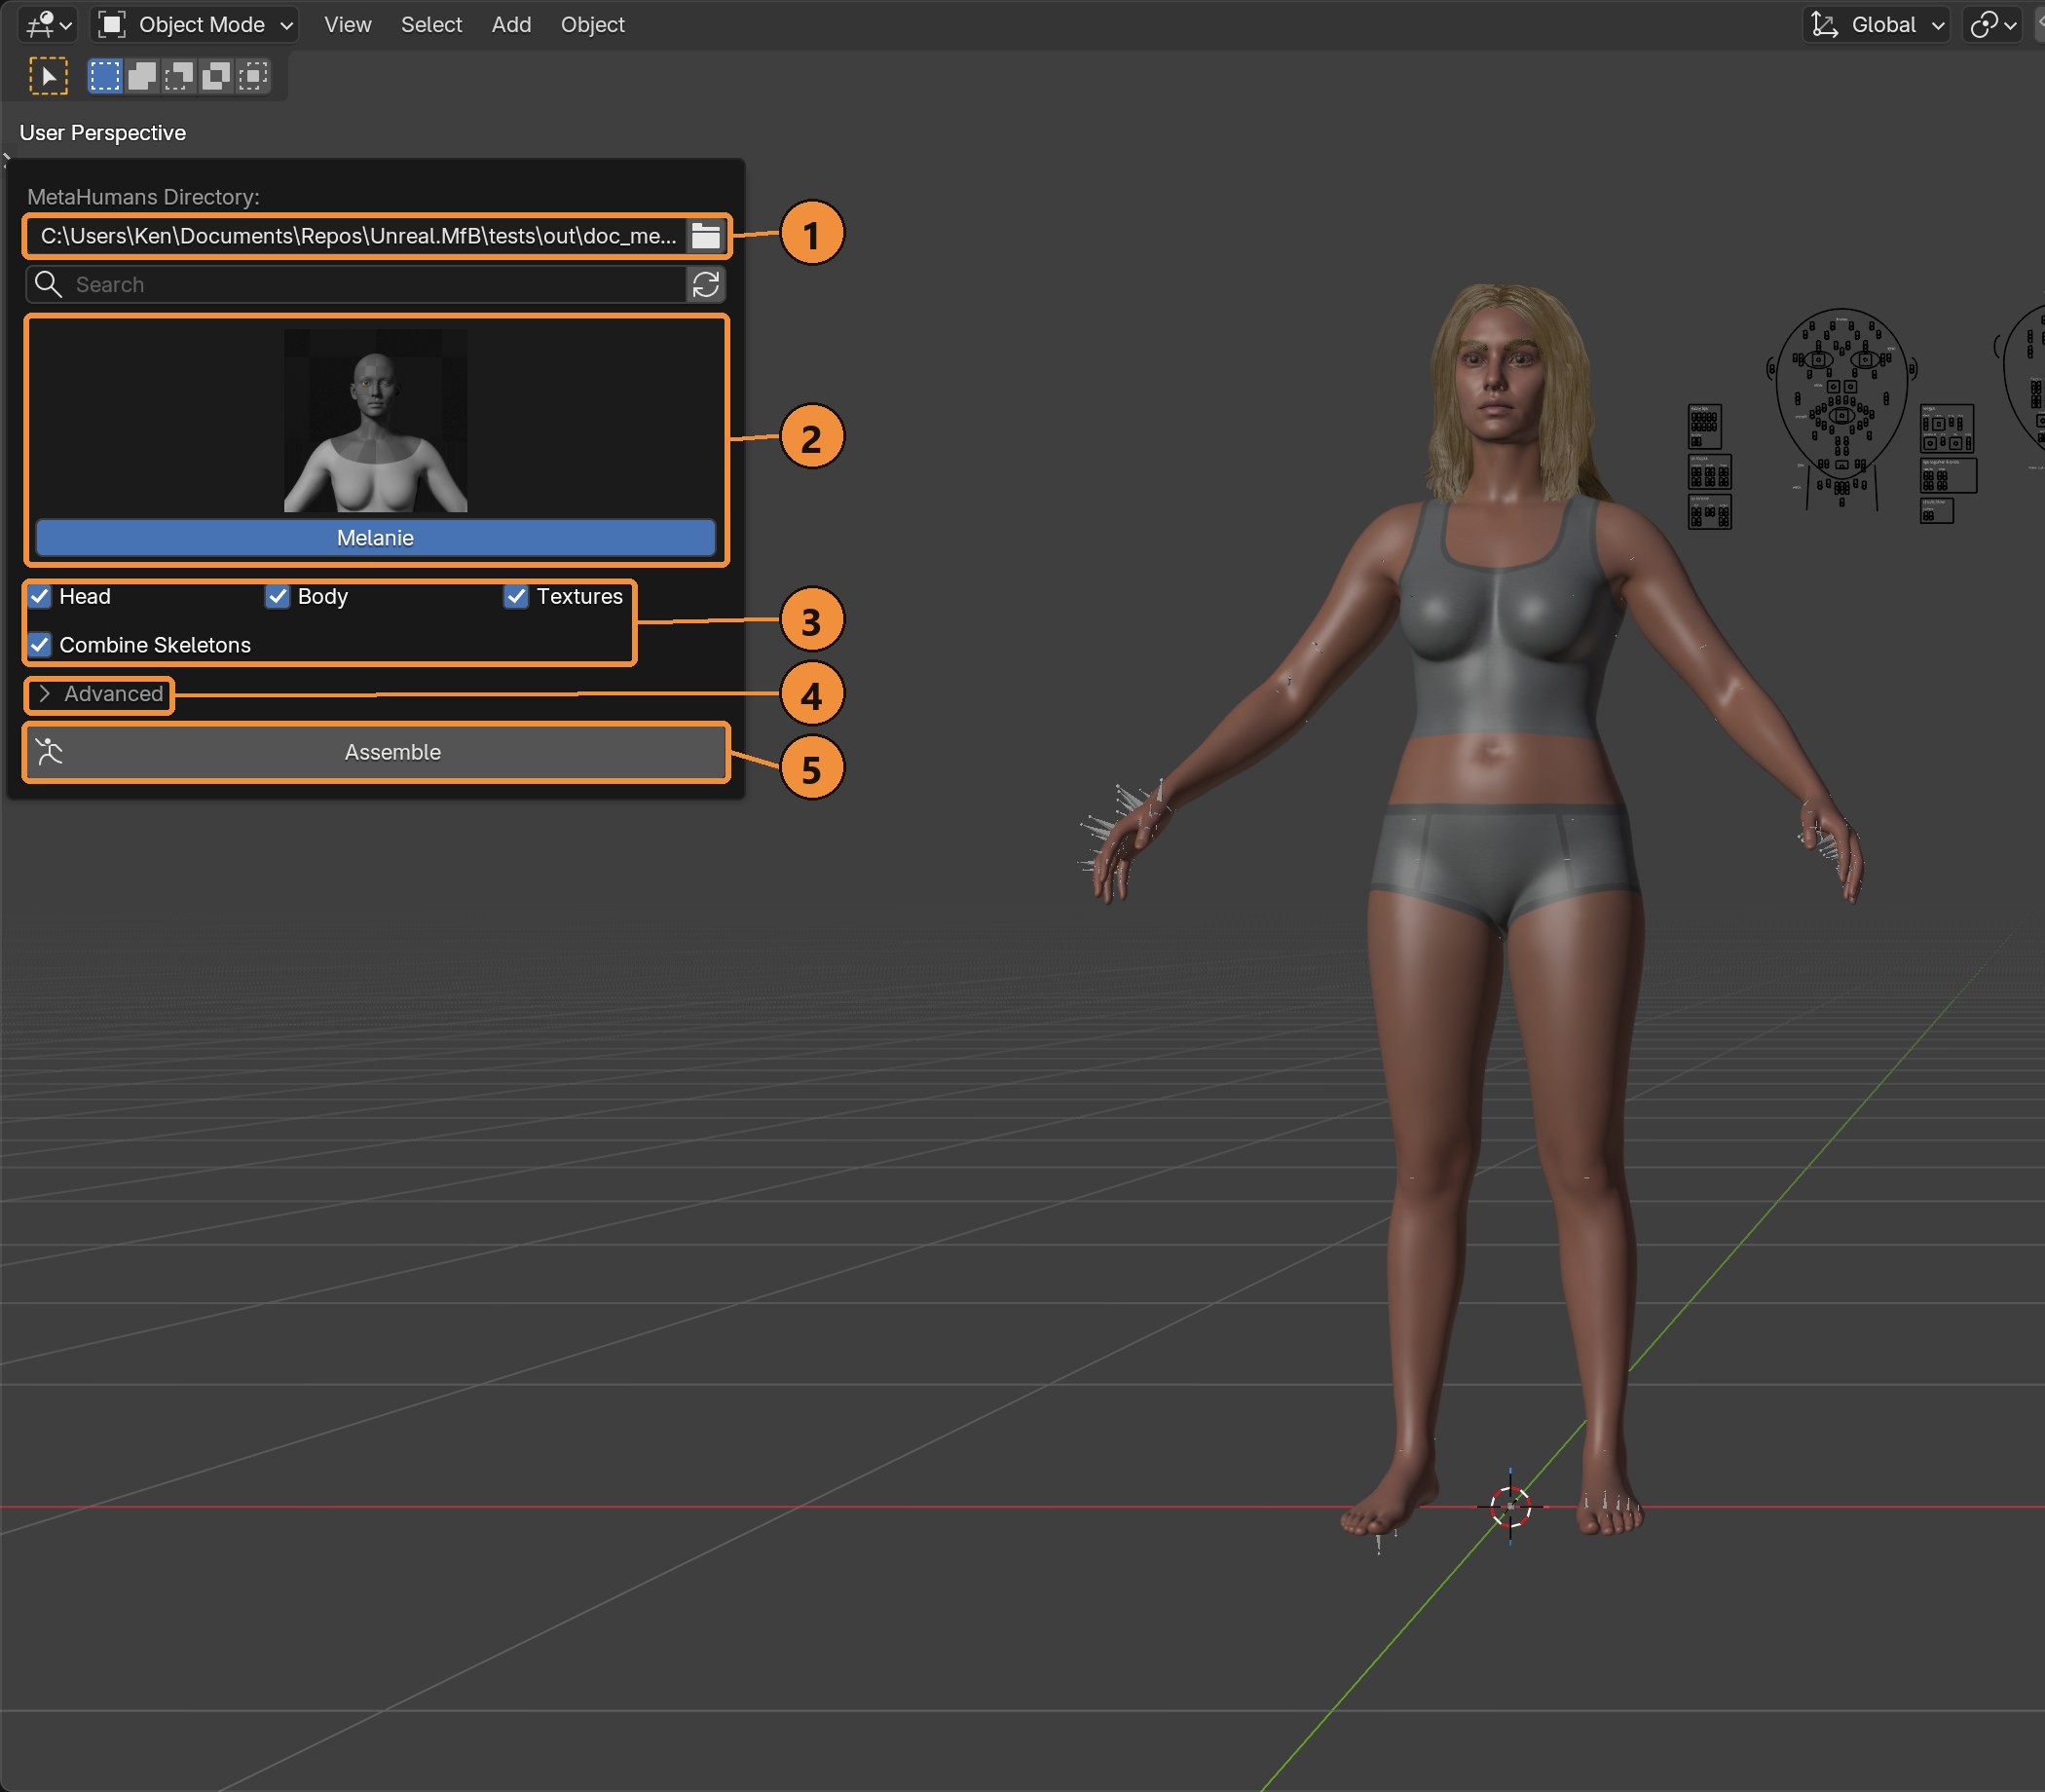 Object Mode View Select Add Object Global
User Perspective
MetaHumans Directory:
C:\Users\Ken\Documents\Repos\Unreal.MfB\tests\out\doc_me...
1
Search
2
Melanie
Head Body Textures
3
Combine Skeletons
Advanced
4
Assemble
5